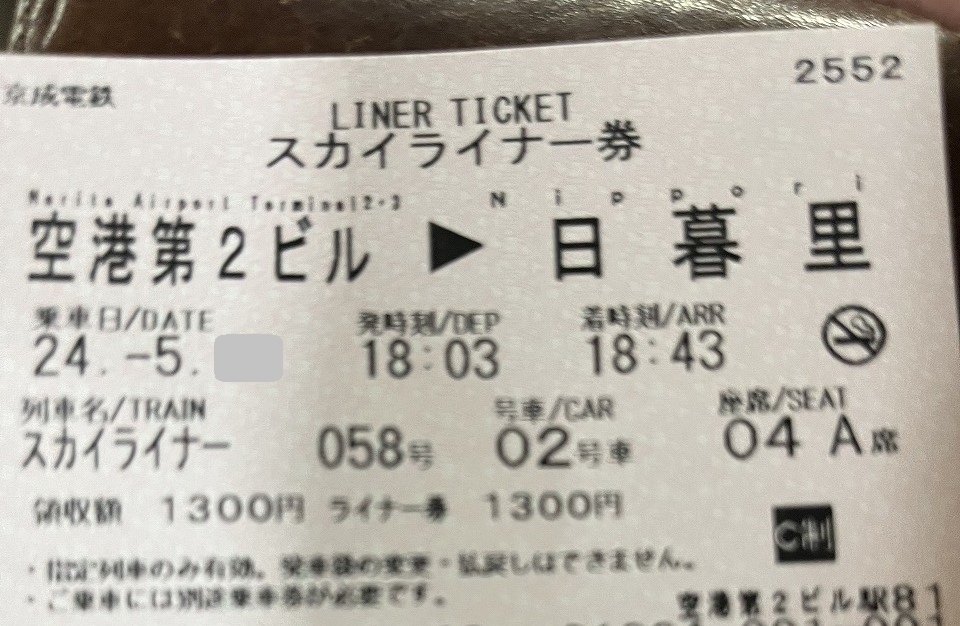 京成電鉄
2552
LINER TICKET
スカイライナー券
Narita Airport Terminal2・3 Nippori
空港第2ビル ▶ 日暮里
乗車日/DATE 発時刻/DEP 着時刻/ARR
24.-5. 18:03 18:43
列車名/TRAIN 号車/CAR 座席/SEAT
スカイライナー 058号 02号車 04 A席
領収額 1300円 ライナー券 1300円
C制
・指定列車のみ有効。発車後の変更・払戻しはできません。
・ご乗車には別途乗車券が必要です。
空港第2ビル駅81